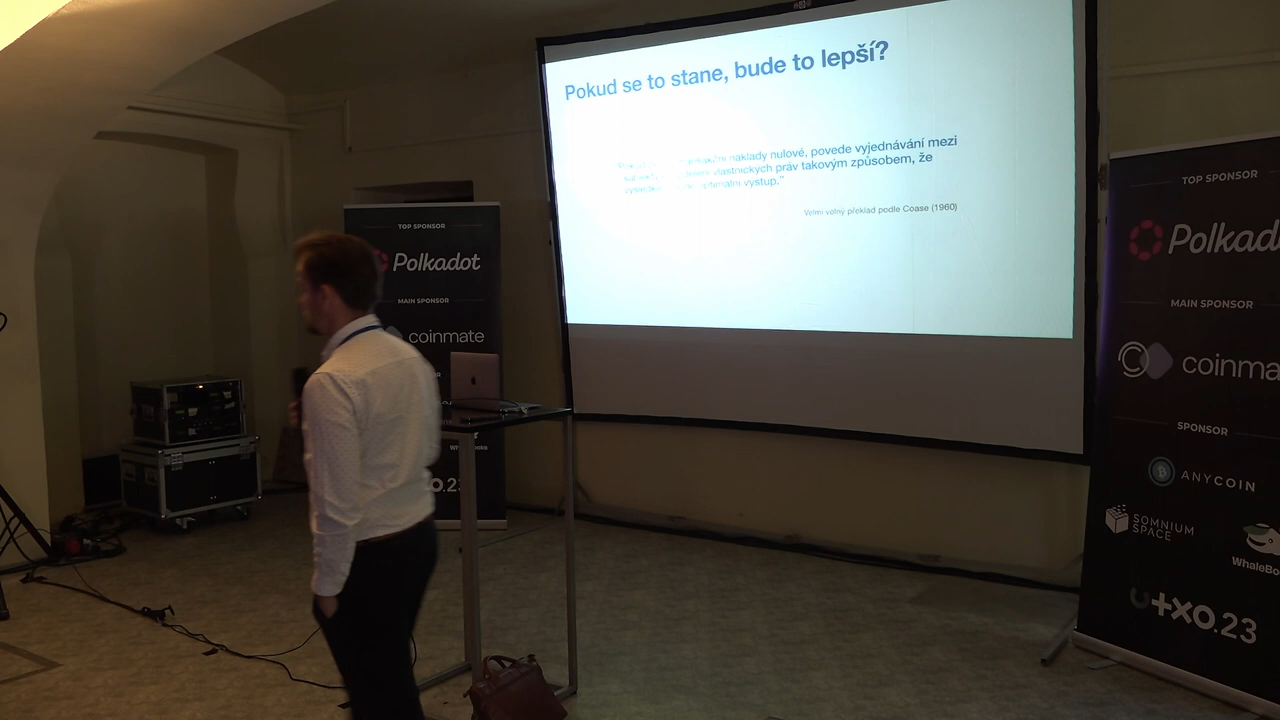 Pokud se to stane, bude to lepší?
náklady nulové, povede vyjednávání mezi
vlastnických práv takovým způsobem, že
optimální výstup."
Velmi volný překlad podle Coase (1960)
TOP SPONSOR
Polkadot
MAIN SPONSOR
coinmate
.23
TOP SPONSOR
Polkad
MAIN SPONSOR
coinma
SPONSOR
ANYCOIN
SOMNIUM
SPACE
WhaleBo
utxo.23